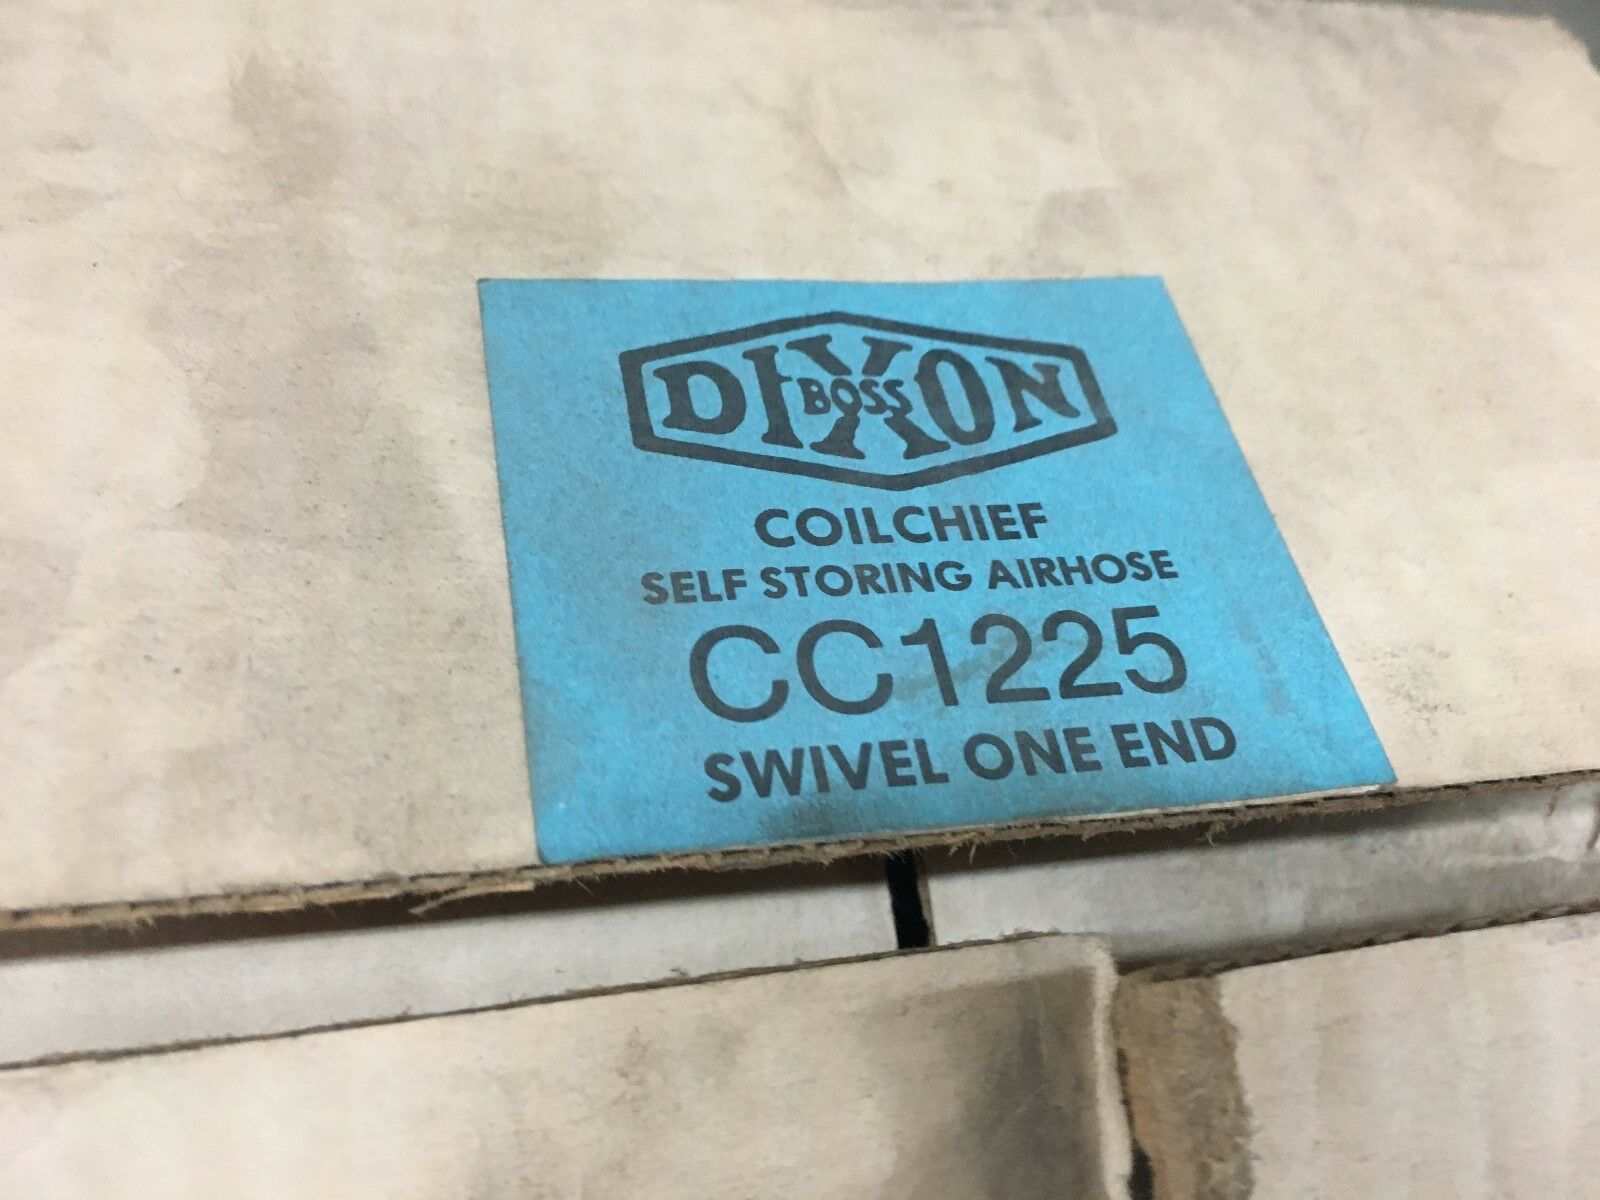 DIXON
BOSS
COILCHIEF
SELF STORING AIRHOSE
CC1225
SWIVEL ONE END